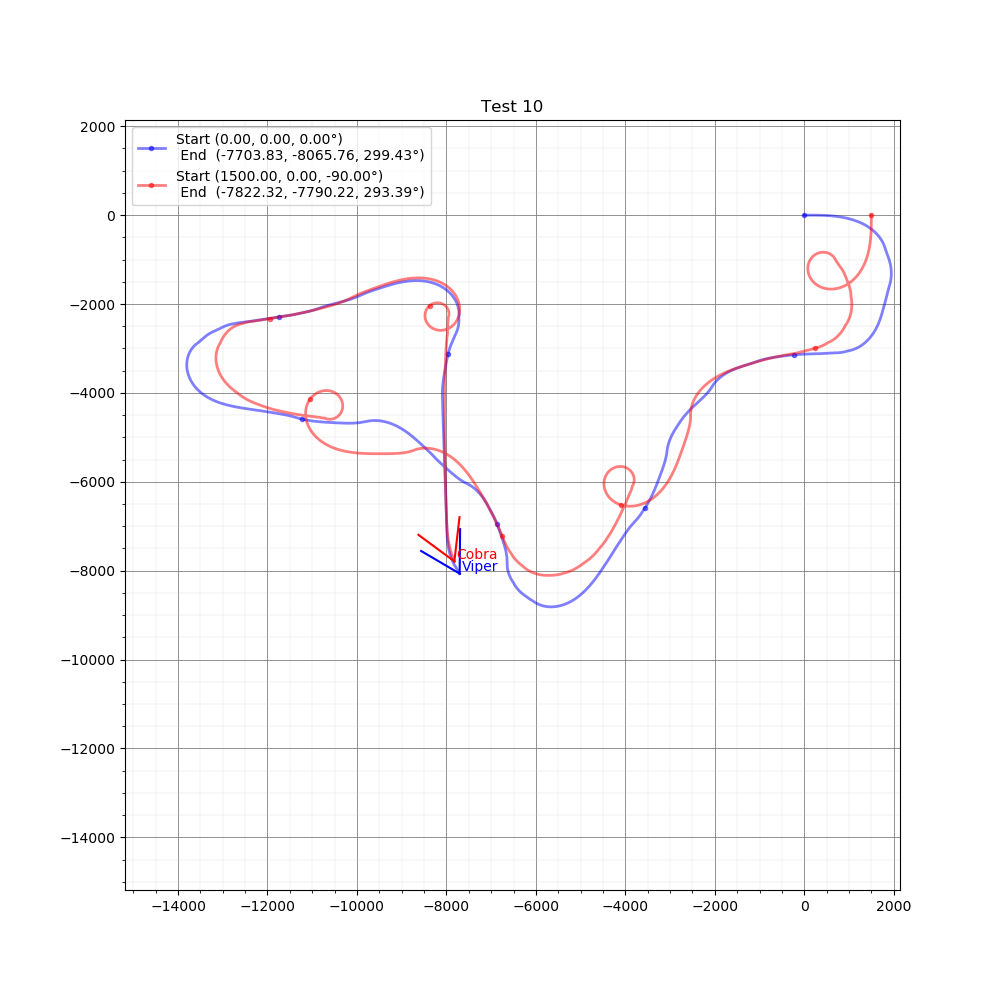 Test 10
Start (0.00, 0.00, 0.00°)
End  (-7703.83, -8065.76, 299.43°)
Start (1500.00, 0.00, -90.00°)
End  (-7822.32, -7790.22, 293.39°)
2000
0
−2000
−4000
−6000
−8000
−10000
−12000
−14000
Cobra
Viper
−14000 −12000 −10000 −8000 −6000 −4000 −2000 0 2000